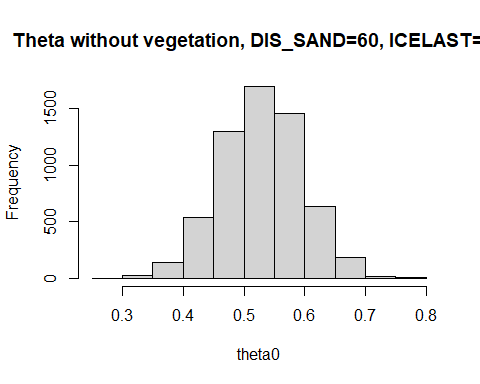 Theta without vegetation, DIS_SAND=60, ICELAST=
Frequency
1500
1000
500
0
0.3 0.4 0.5 0.6 0.7 0.8
theta0